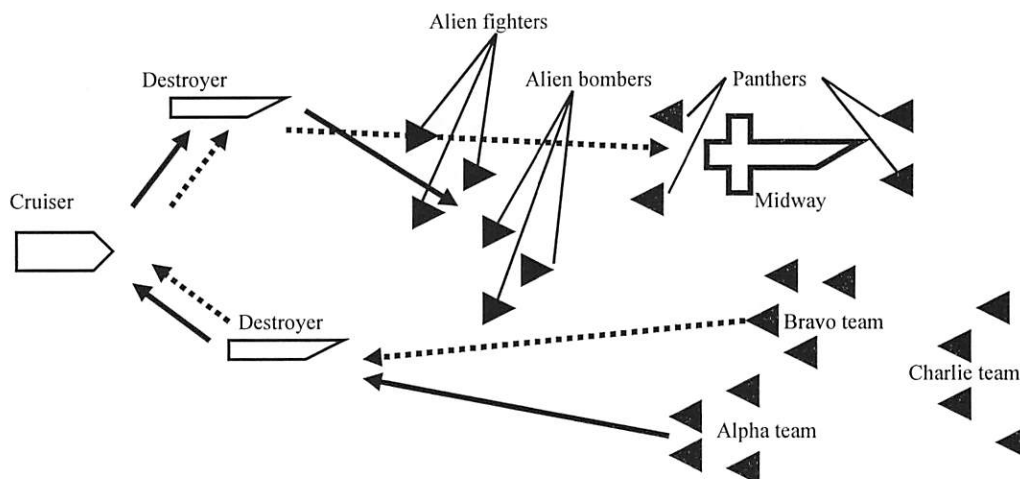 Alien fighters
Destroyer
Alien bombers
Panthers
Cruiser
Midway
Destroyer
Bravo team
Charlie team
Alpha team